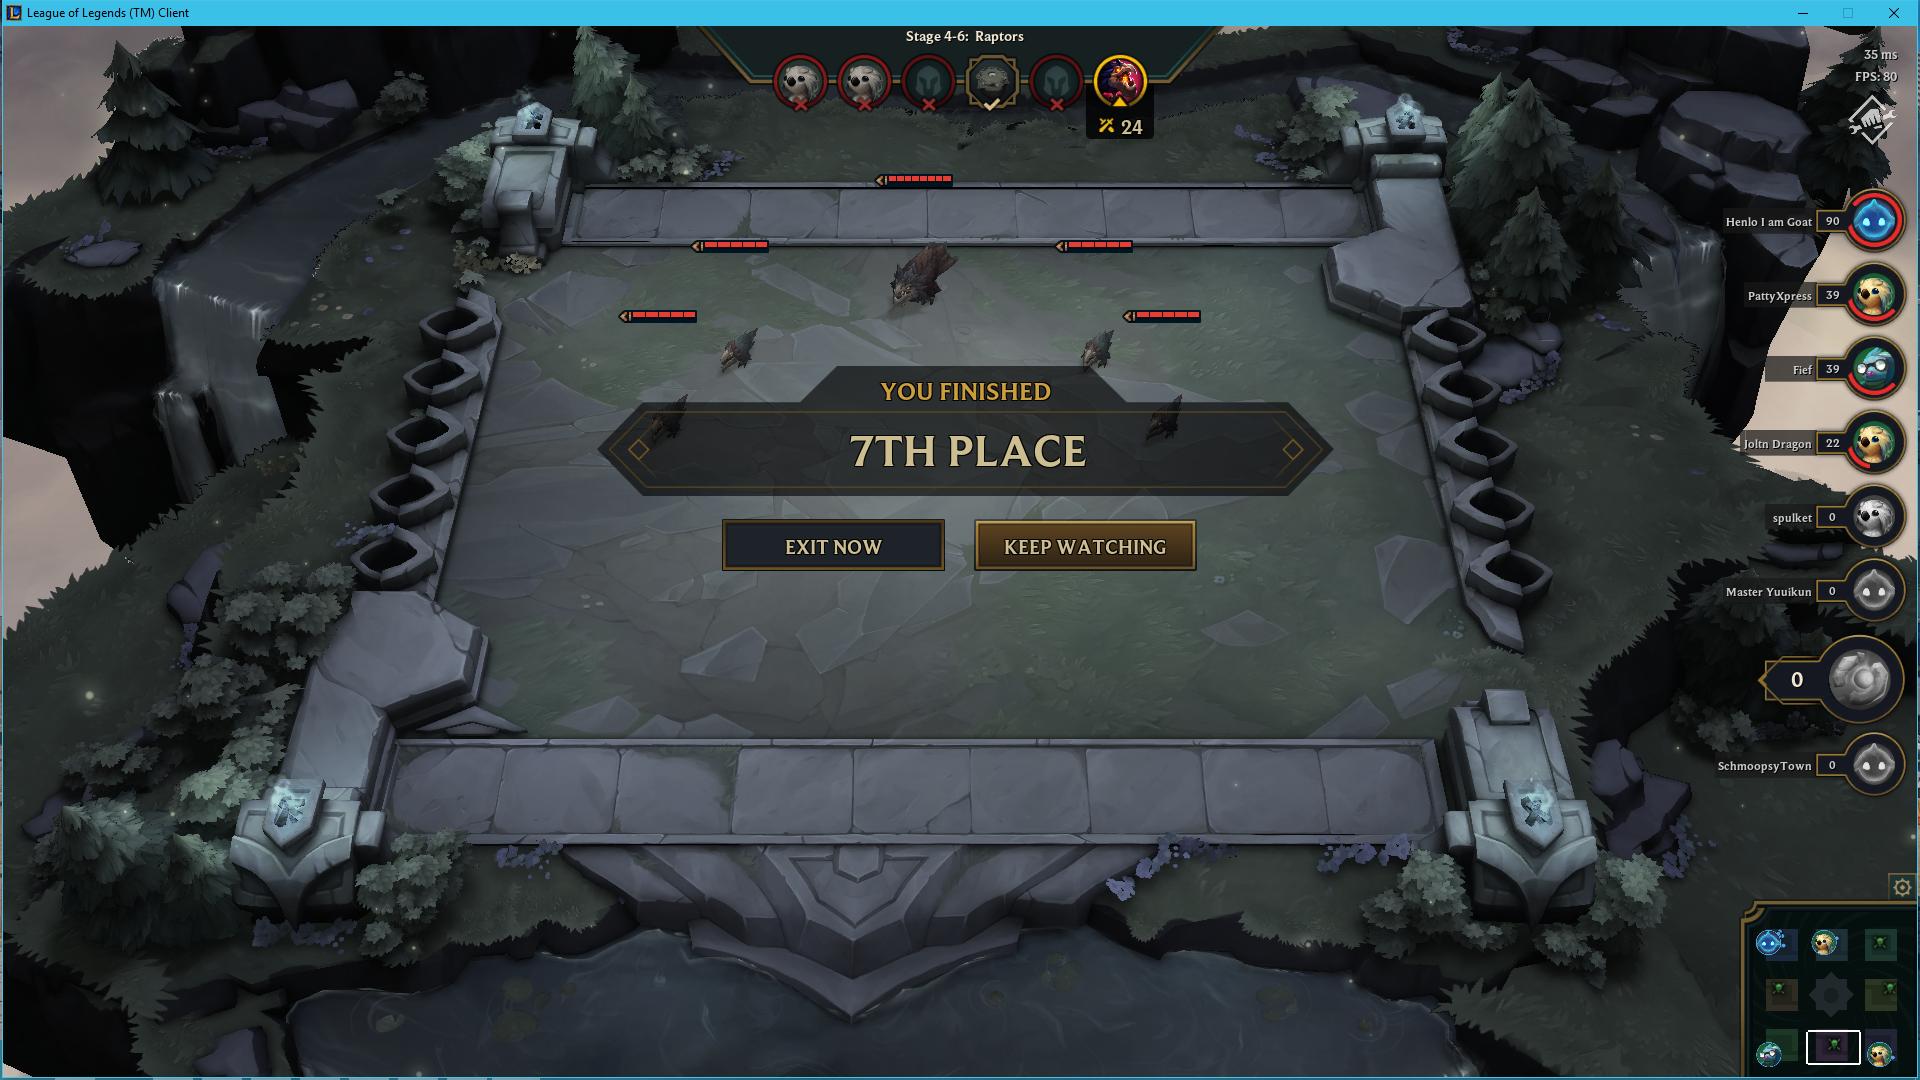 League of Legends (TM) Client
Stage 4-6: Raptors
24
35 ms
FPS: 80
Henlo I am Goat 90
PattyXpress 39
Fief 39
Joltn Dragon 22
spulket 0
Master Yuuikun 0
0
SchmoopsyTown 0
YOU FINISHED
7TH PLACE
EXIT NOW
KEEP WATCHING